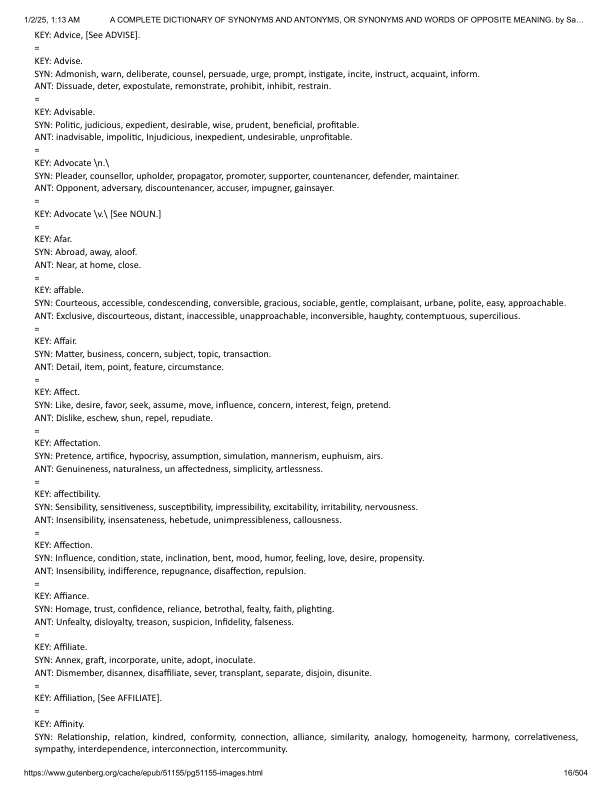 1/2/25, 1:13 AM A COMPLETE DICTIONARY OF SYNONYMS AND ANTONYMS, OR SYNONYMS AND WORDS OF OPPOSITE MEANING. by Sa…
KEY: Advice, [See ADVISE].
=
KEY: Advise.
SYN: Admonish, warn, deliberate, counsel, persuade, urge, prompt, instigate, incite, instruct, acquaint, inform.
ANT: Dissuade, deter, expostulate, remonstrate, prohibit, inhibit, restrain.
=
KEY: Advisable.
SYN: Politic, judicious, expedient, desirable, wise, prudent, beneficial, profitable.
ANT: inadvisable, impolitic, Injudicious, inexpedient, undesirable, unprofitable.
=
KEY: Advocate \n.\
SYN: Pleader, counsellor, upholder, propagator, promoter, supporter, countenancer, defender, maintainer.
ANT: Opponent, adversary, discountenancer, accuser, impugner, gainsayer.
=
KEY: Advocate \v.\ [See NOUN.]
=
KEY: Afar.
SYN: Abroad, away, aloof.
ANT: Near, at home, close.
=
KEY: affable.
SYN: Courteous, accessible, condescending, conversible, gracious, sociable, gentle, complaisant, urbane, polite, easy, approachable.
ANT: Exclusive, discourteous, distant, inaccessible, unapproachable, inconversible, haughty, contemptuous, supercilious.
=
KEY: Affair.
SYN: Matter, business, concern, subject, topic, transaction.
ANT: Detail, item, point, feature, circumstance.
=
KEY: Affect.
SYN: Like, desire, favor, seek, assume, move, influence, concern, interest, feign, pretend.
ANT: Dislike, eschew, shun, repel, repudiate.
=
KEY: Affectation.
SYN: Pretence, artifice, hypocrisy, assumption, simulation, mannerism, euphuism, airs.
ANT: Genuineness, naturalness, un affectedness, simplicity, artlessness.
=
KEY: affectibility.
SYN: Sensibility, sensitiveness, susceptibility, impressibility, excitability, irritability, nervousness.
ANT: Insensibility, insensateness, hebetude, unimpressibleness, callousness.
=
KEY: Affection.
SYN: Influence, condition, state, inclination, bent, mood, humor, feeling, love, desire, propensity.
ANT: Insensibility, indifference, repugnance, disaffection, repulsion.
=
KEY: Affiance.
SYN: Homage, trust, confidence, reliance, betrothal, fealty, faith, plighting.
ANT: Unfealty, disloyalty, treason, suspicion, Infidelity, falseness.
=
KEY: Affiliate.
SYN: Annex, graft, incorporate, unite, adopt, inoculate.
ANT: Dismember, disannex, disaffiliate, sever, transplant, separate, disjoin, disunite.
=
KEY: Affiliation, [See AFFILIATE].
=
KEY: Affinity.
SYN: Relationship, relation, kindred, conformity, connection, alliance, similarity, analogy, homogeneity, harmony, correlativeness,
sympathy, interdependence, interconnection, intercommunity.
https://www.gutenberg.org/cache/epub/51155/pg51155-images.html 16/504